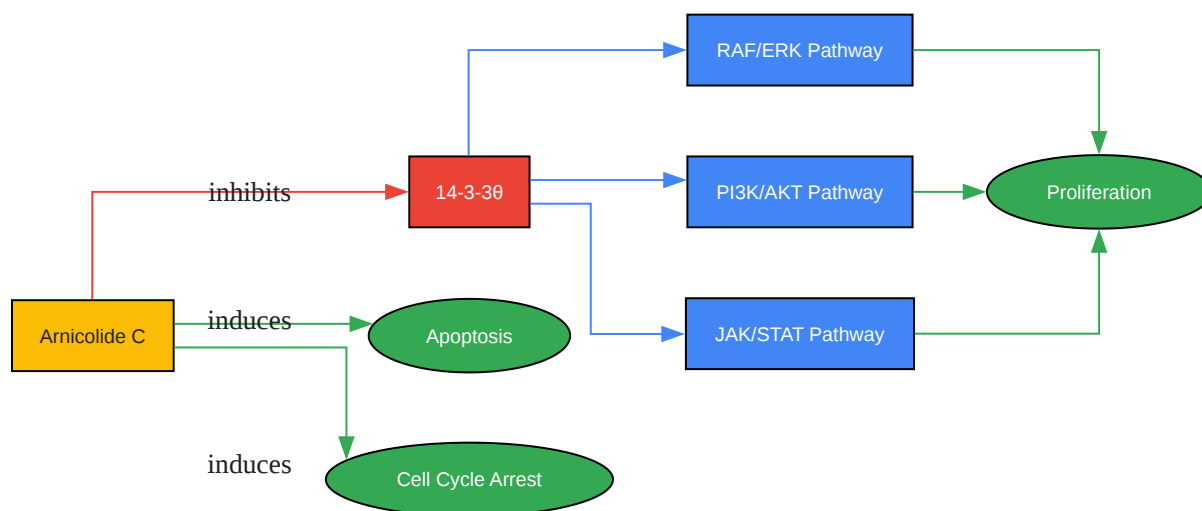 RAF/ERK Pathway
inhibits
14-3-3θ
PI3K/AKT Pathway
Proliferation
Arnicolide C
induces
Apoptosis
JAK/STAT Pathway
induces
Cell Cycle Arrest